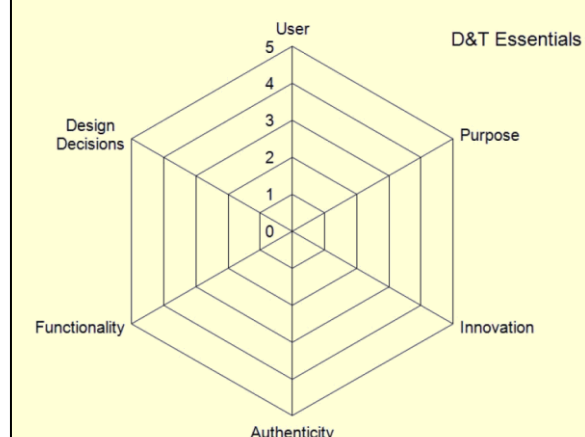 User
D&T Essentials
5
4
3
2
1
0
Design
Decisions
Purpose
Functionality
Innovation
Authenticity